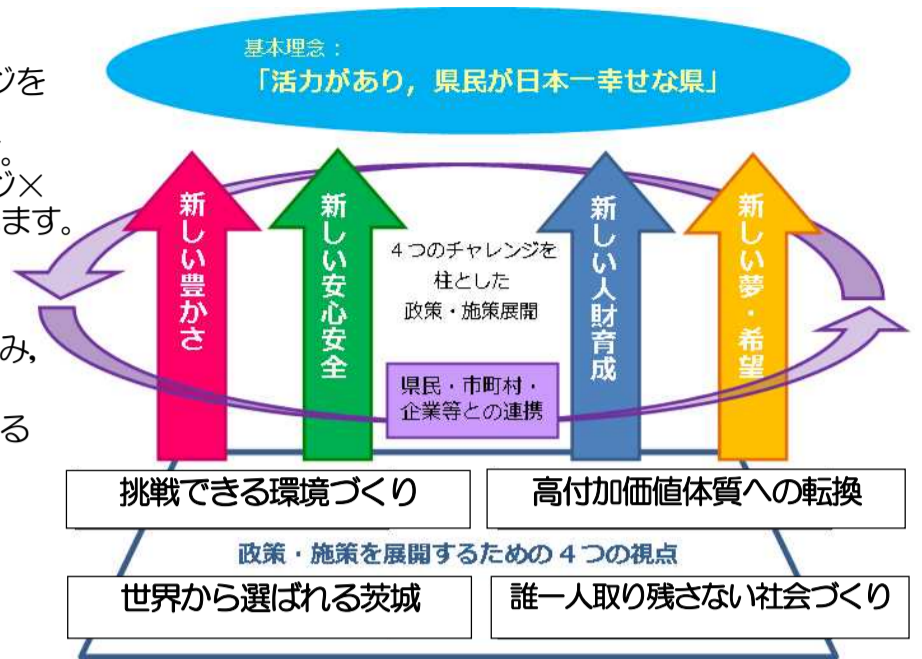 基本理念：
「活力があり，県民が日本一幸せな県」
ジを
。
ジ×
ます。
み，
る
新しい豊かさ
新しい安心安全
4つのチャレンジを
柱とした
政策・施策展開
新しい人財育成
新しい夢・希望
県民・市町村・
企業等との連携
挑戦できる環境づくり
高付加価値体質への転換
政策・施策を展開するための4つの視点
世界から選ばれる茨城
誰一人取り残さない社会づくり